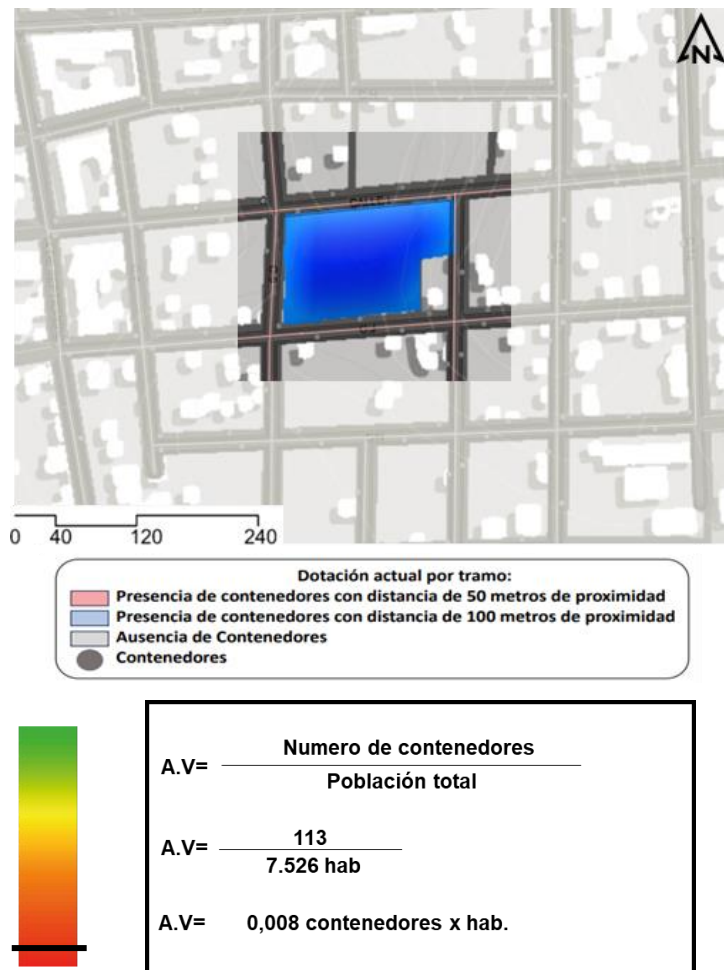 N
CALLE 1
0 40 120 240
Dotación actual por tramo:
Presencia de contenedores con distancia de 50 metros de proximidad
Presencia de contenedores con distancia de 100 metros de proximidad
Ausencia de Contenedores
Contenedores
A.V= Numero de contenedores
Población total
A.V= 113
7.526 hab
A.V= 0,008 contenedores x hab.